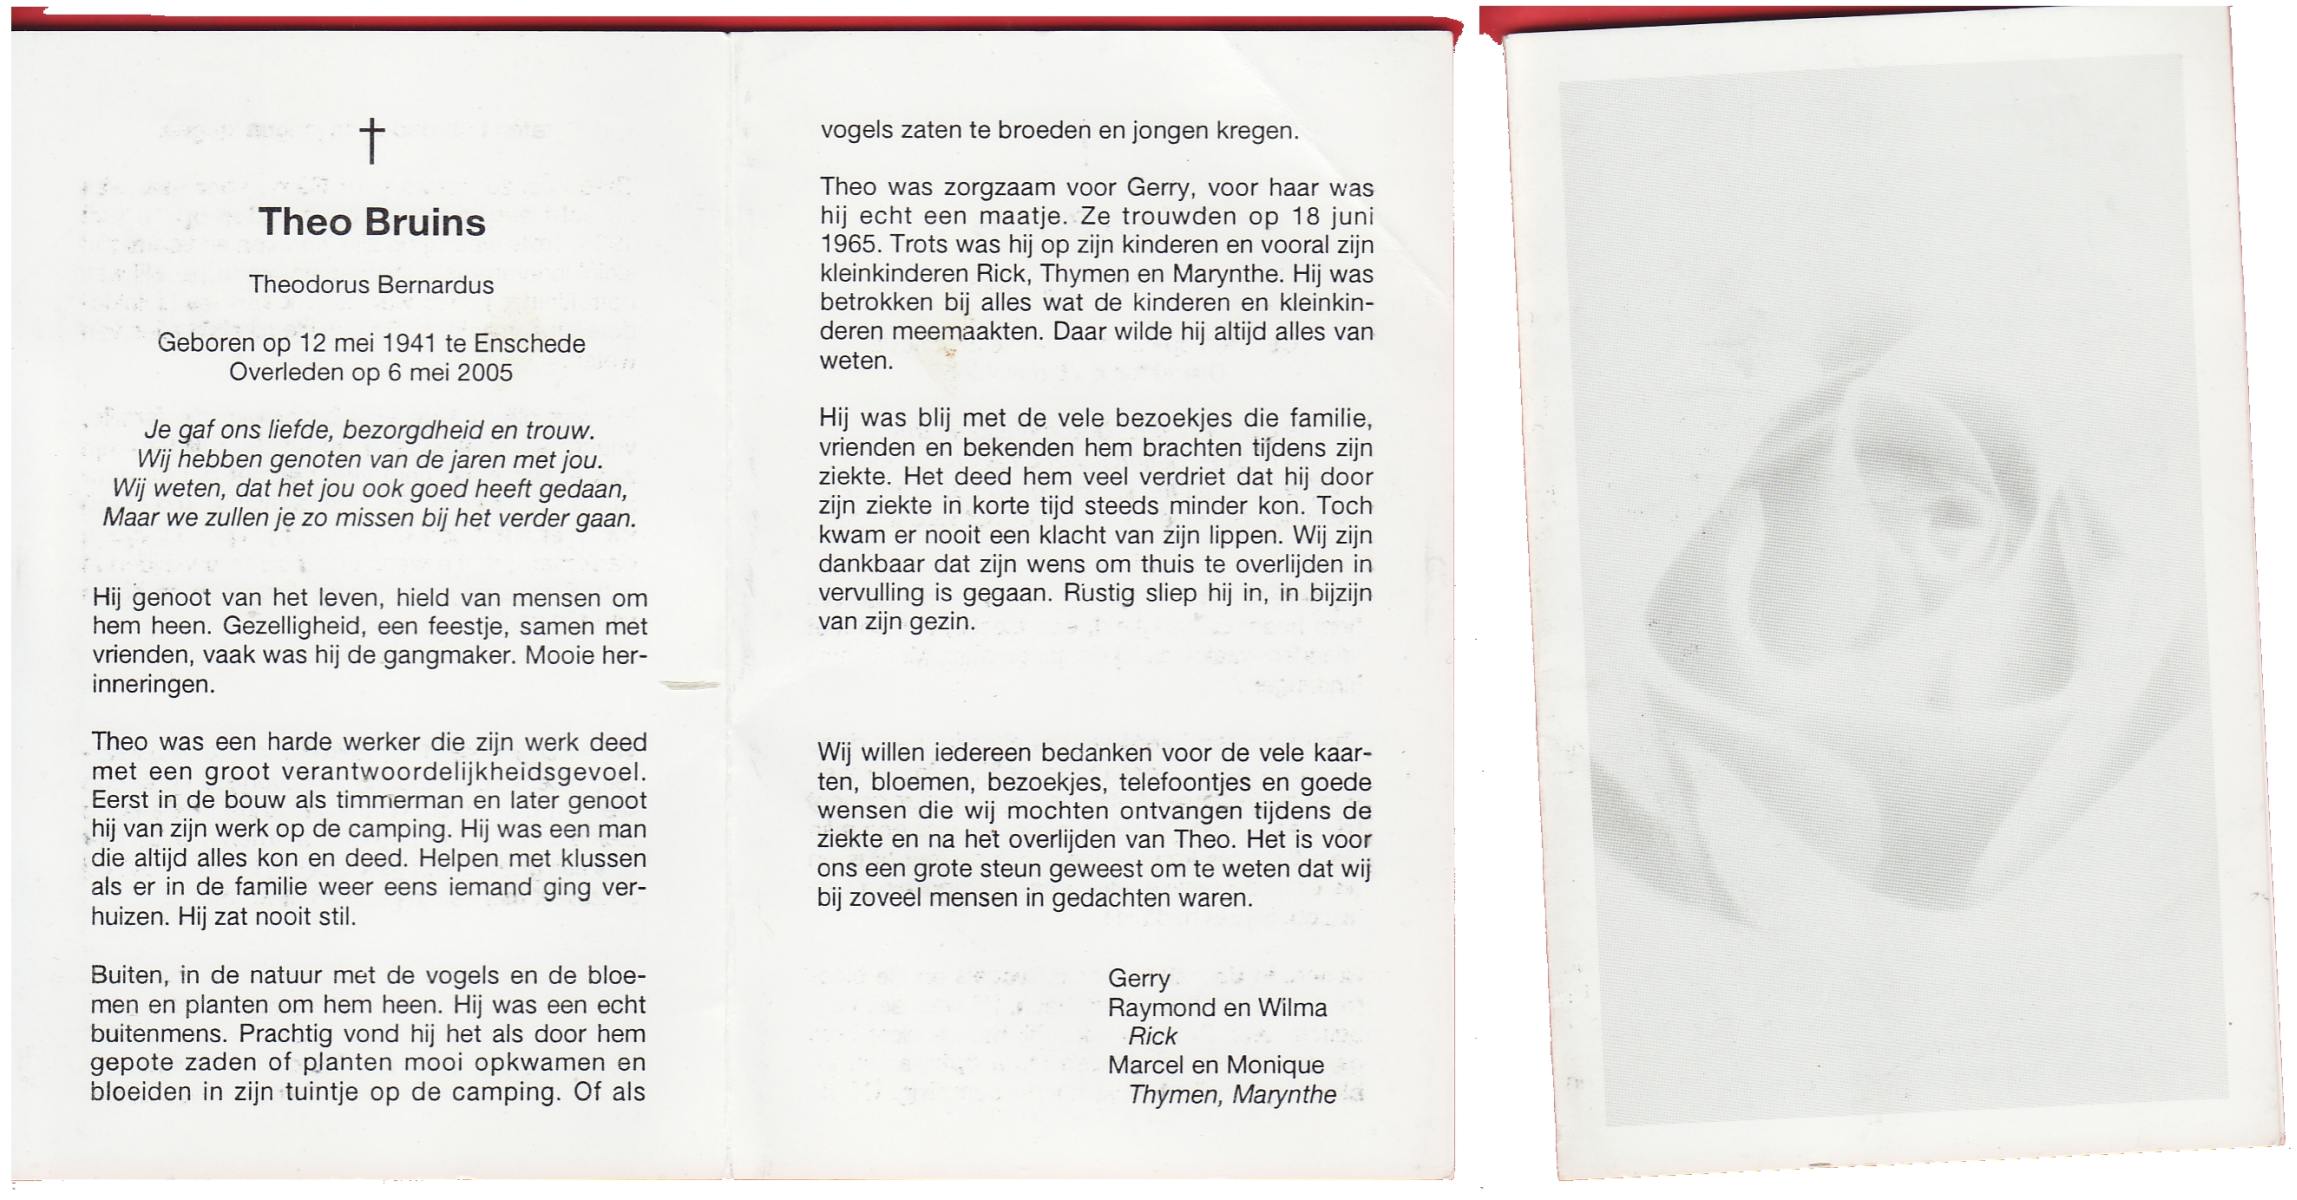 Theo Bruins
Theodorus Bernardus
Geboren op 12 mei 1941 te Enschede
Overleden op 6 mei 2005
Je gaf ons liefde, bezorgdheid en trouw.
Wij hebben genoten van de jaren met jou.
Wij weten, dat het jou ook goed heeft gedaan,
Maar we zullen je zo missen bij het verder gaan.
Hij genoot van het leven, hield van mensen om
hem heen. Gezelligheid, een feestje, samen met
vrienden, vaak was hij de gangmaker. Mooie her-
inneringen.
Theo was een harde werker die zijn werk deed
met een groot verantwoordelijkheidsgevoel.
Eerst in de bouw als timmerman en later genoot
hij van zijn werk op de camping. Hij was een man
die altijd alles kon en deed. Helpen met klussen
als er in de familie weer eens iemand ging ver-
huizen. Hij zat nooit stil.
Buiten, in de natuur met de vogels en de bloe-
men en planten om hem heen. Hij was een echt
buitenmens. Prachtig vond hij het als door hem
gepote zaden of planten mooi opkwamen en
bloeiden in zijn tuintje op de camping. Of als
vogels zaten te broeden en jongen kregen.
Theo was zorgzaam voor Gerry, voor haar was
hij echt een maatje. Ze trouwden op 18 juni
1965. Trots was hij op zijn kinderen en vooral zijn
kleinkinderen Rick, Thymen en Marynthe. Hij was
betrokken bij alles wat de kinderen en kleinkin-
deren meemaakten. Daar wilde hij altijd alles van
weten.
Hij was blij met de vele bezoekjes die familie,
vrienden en bekenden hem brachten tijdens zijn
ziekte. Het deed hem veel verdriet dat hij door
zijn ziekte in korte tijd steeds minder kon. Toch
kwam er nooit een klacht van zijn lippen. Wij zijn
dankbaar dat zijn wens om thuis te overlijden in
vervulling is gegaan. Rustig sliep hij in, in bijzijn
van zijn gezin.
Wij willen iedereen bedanken voor de vele kaar-
ten, bloemen, bezoekjes, telefoontjes en goede
wensen die wij mochten ontvangen tijdens de
ziekte en na het overlijden van Theo. Het is voor
ons een grote steun geweest om te weten dat wij
bij zoveel mensen in gedachten waren.
Gerry
Raymond en Wilma
Rick
Marcel en Monique
Thymen, Marynthe